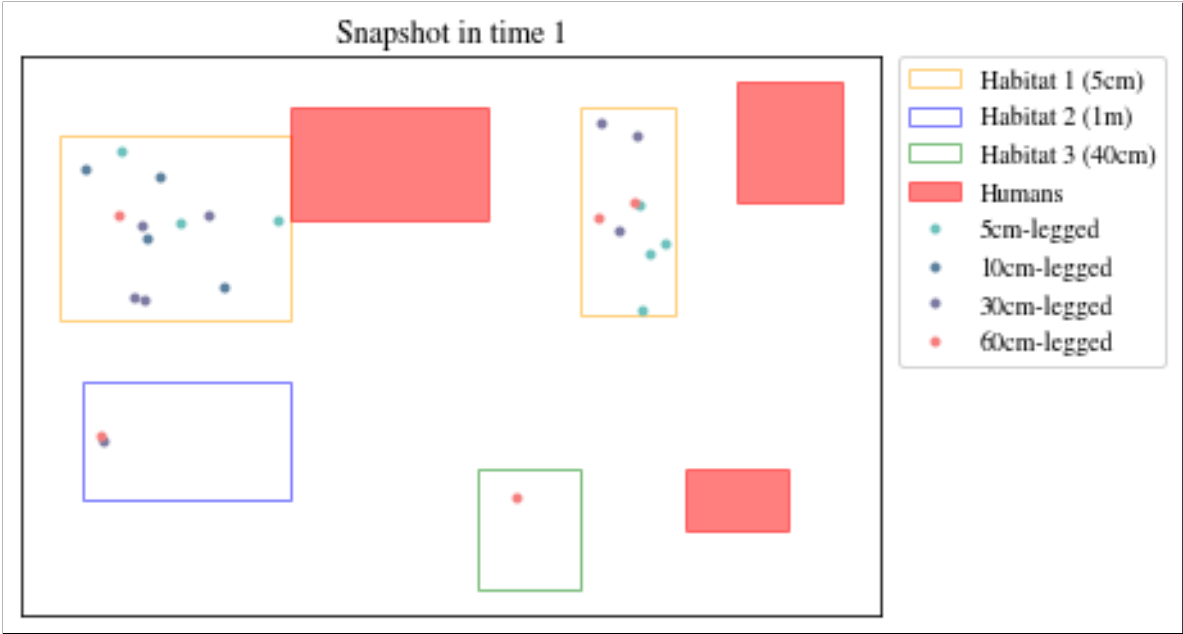 Snapshot in time 1
Habitat 1 (5cm)
Habitat 2 (1m)
Habitat 3 (40cm)
Humans
5cm-legged
10cm-legged
30cm-legged
60cm-legged